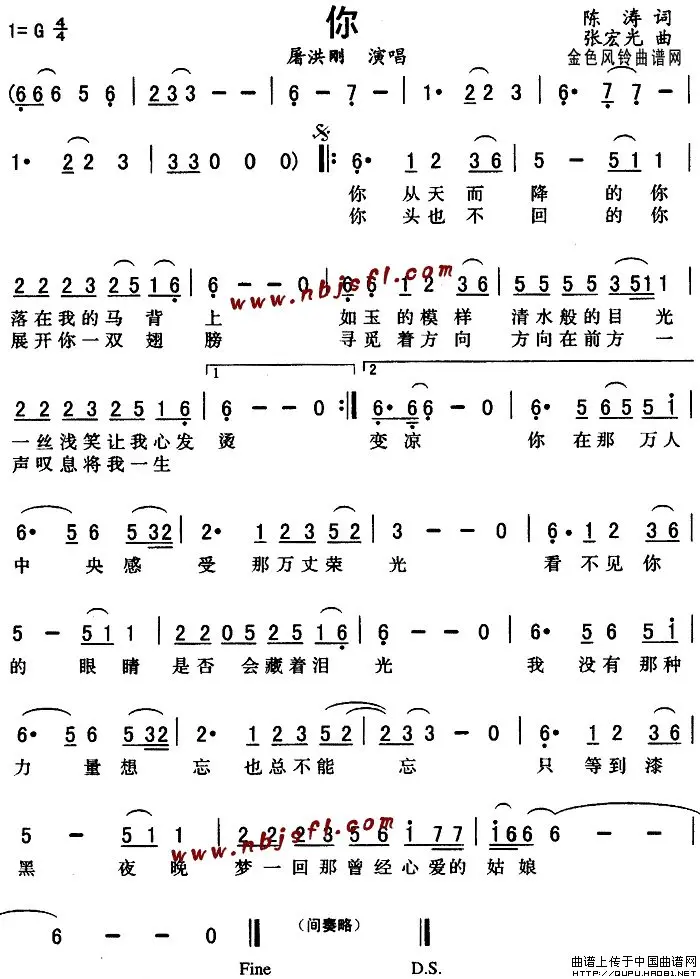 你
1=G 4/4
陈 涛 词
张宏光 曲
屠洪刚 演唱
金色风铃曲谱网
(6 6 6 5 6 | 2 3 3 - - | 6 - 7 - | 1· 2 2 3 | 6· 7 7 - |
1· 2 2 3 | 3 3 0 0 0) |: 6· 1 2 3 6 | 5 - 5 1 1 |
你 从天而 降 的你
你 头也不 回 的你
2 2 2 3 2 5 1 6 | 6 - - 0 | 6 6 1 2 3 6 | 5 5 5 5 3 5 1 1 |
www.nbjsfl.com
落在我的马背 上 如玉的模样 清水般的目光
展开你一双翅 膀 寻觅着方向 方向在前方一
1 2
2 2 2 3 2 5 1 6 | 6 - - 0 :| 6· 6 6 - 0 | 6· 5 6 5 5 i |
一丝浅笑让我心发 烫 变凉 你 在那 万人
声叹息将我一生
6· 5 6 5 3 2 | 2· 1 2 3 5 2 | 3 - - 0 | 6· 1 2 3 6 |
中 央感 受 那万丈荣 光 看不见你
5 - 5 1 1 | 2 2 0 5 2 5 1 6 | 6 - - 0 | 6· 5 6 5 i |
的 眼 睛 是否 会藏着泪 光 我 没有那种
6· 5 6 5 3 2 | 2· 1 2 3 5 2 | 2 3 3 - 0 | 6· 1 2 3 6 |
力 量想 忘 也总不能 忘 只 等到漆
5 - 5 1 1 | 2 2 2 3 5 6 i 7 7 | i 6 6 6 - - |
www.nbjsfl.com
黑 夜 晚 梦一回那曾经心爱的 姑娘
6 - 0 || (间奏略) ||
Fine D.S.
曲谱上传于中国曲谱网
http://QUPU.HAO8I.NET